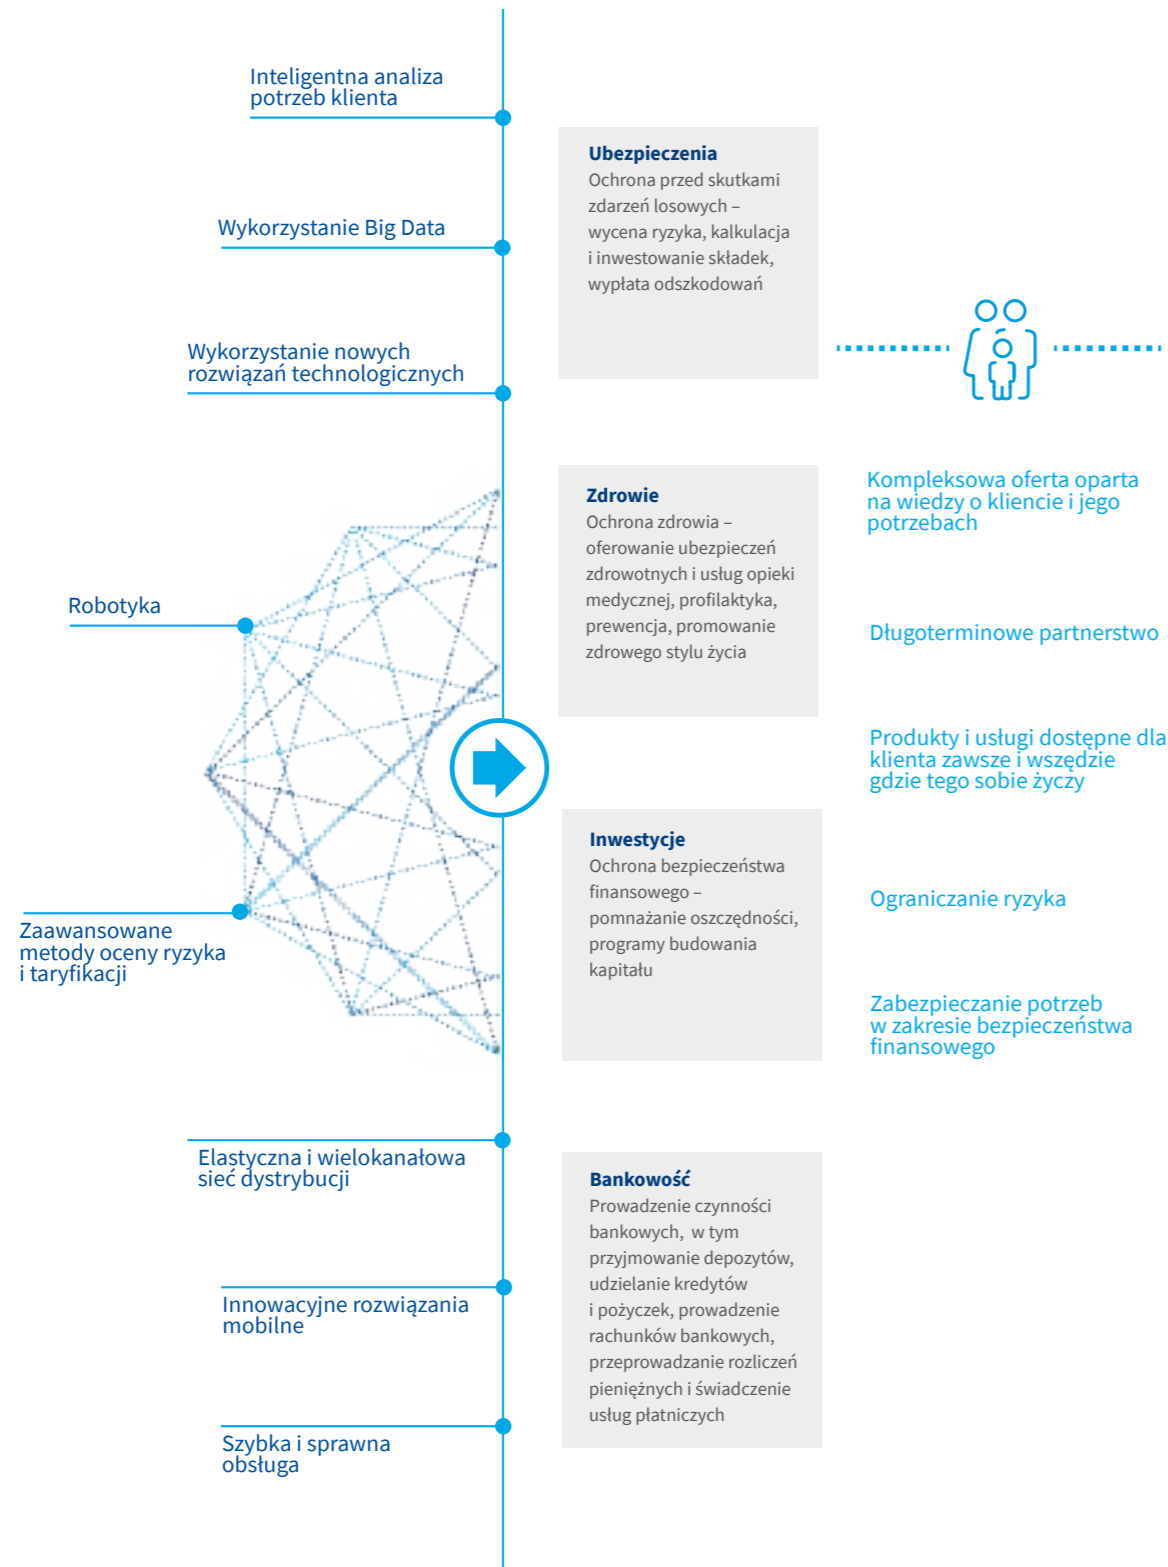 Inteligentna analiza
potrzeb klienta
Wykorzystanie Big Data
Wykorzystanie nowych
rozwiązań technologicznych
Robotyka
Zaawansowane
metody oceny ryzyka
i taryfikacji
Elastyczna i wielokanałowa
sieć dystrybucji
Innowacyjne rozwiązania
mobilne
Szybka i sprawna
obsługa
Ubezpieczenia
Ochrona przed skutkami
zdarzeń losowych –
wycena ryzyka, kalkulacja
i inwestowanie składek,
wypłata odszkodowań
Zdrowie
Ochrona zdrowia –
oferowanie ubezpieczeń
zdrowotnych i usług opieki
medycznej, profilaktyka,
prewencja, promowanie
zdrowego stylu życia
Inwestycje
Ochrona bezpieczeństwa
finansowego –
pomnażanie oszczędności,
programy budowania
kapitału
Bankowość
Prowadzenie czynności
bankowych, w tym
przyjmowanie depozytów,
udzielanie kredytów
i pożyczek, prowadzenie
rachunków bankowych,
przeprowadzanie rozliczeń
pieniężnych i świadczenie
usług płatniczych
Kompleksowa oferta oparta
na wiedzy o kliencie i jego
potrzebach
Długoterminowe partnerstwo
Produkty i usługi dostępne dla
klienta zawsze i wszędzie
gdzie tego sobie życzy
Ograniczanie ryzyka
Zabezpieczanie potrzeb
w zakresie bezpieczeństwa
finansowego